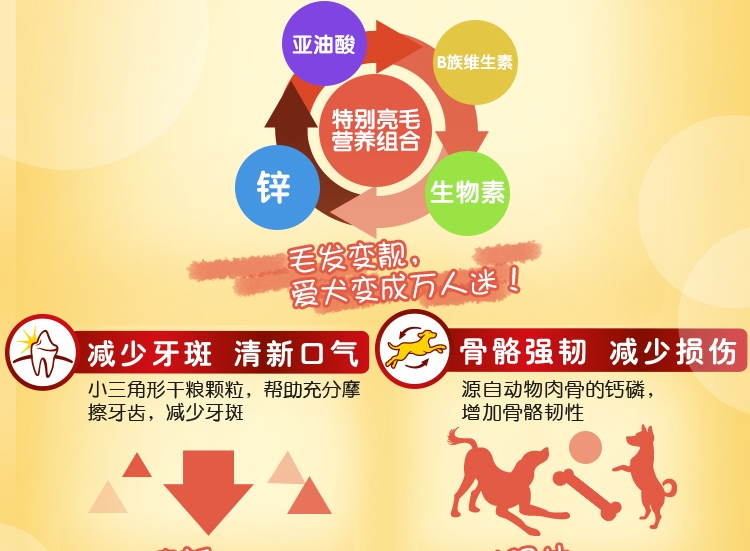 亚油酸
B族维生素
特别亮毛
营养组合
锌
生物素
毛发变靓，
爱犬变成万人迷！
减少牙斑 清新口气
小三角形干粮颗粒，帮助充分摩
擦牙齿，减少牙斑
骨骼强韧 减少损伤
源自动物肉骨的钙磷，
增加骨骼韧性